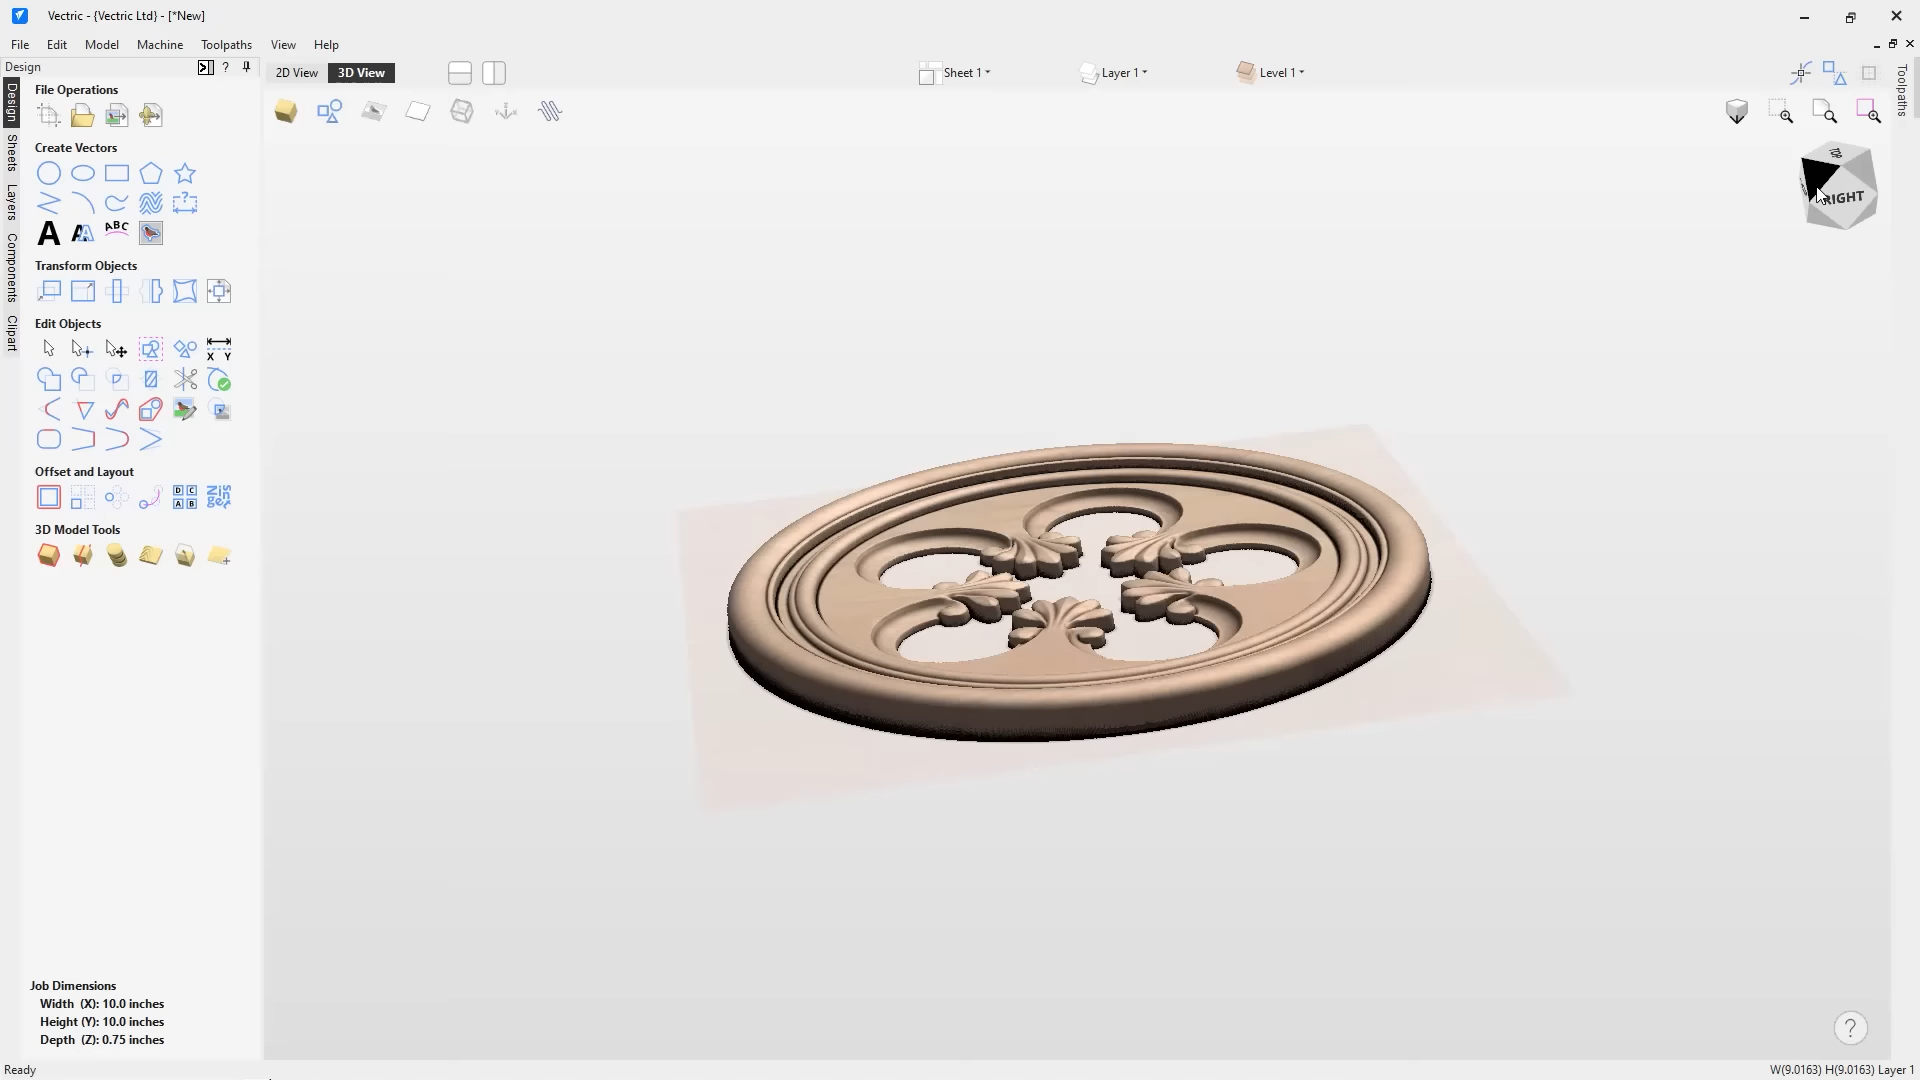 Vectric - {Vectric Ltd} - [*New]
File Edit Model Machine Toolpaths View Help
Design
2D View 3D View Sheet 1 Layer 1 Level 1
Design
Sheets
Layers
Components
Clipart
File Operations
Create Vectors
A A ABC
Transform Objects
Edit Objects
X Y
Offset and Layout
D C
A B
3D Model Tools
Job Dimensions
Width (X): 10.0 inches
Height (Y): 10.0 inches
Depth (Z): 0.75 inches
TOP
RIGHT
Toolpaths
Ready
W(9.0163) H(9.0163) Layer 1